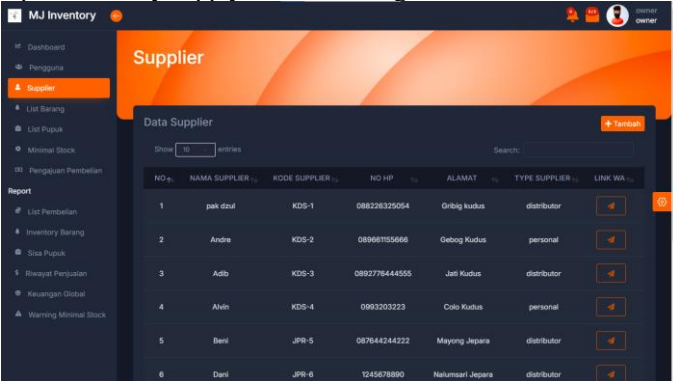 MJ Inventory
owner
owner
Dashboard
Pengguna
Supplier
List Barang
List Pupuk
Minimal Stock
Pengajuan Pembelian
Report
List Pembelian
Inventory Barang
Sisa Pupuk
Riwayat Penjualan
Keuangan Global
Warning Minimal Stock
Supplier
Data Supplier
+ Tambah
Show 10 entries
Search:
NO NAMA SUPPLIER KODE SUPPLIER NO HP ALAMAT TYPE SUPPLIER LINK WA
1 pak dzul KDS-1 088226325054 Gribig kudus distributor
2 Andre KDS-2 089661155666 Gebog Kudus personal
3 Adib KDS-3 0892776444555 Jati Kudus distributor
4 Alvin KDS-4 0993203223 Colo Kudus personal
5 Beni JPR-5 087644244222 Mayong Jepara distributor
6 Dani JPR-6 1245678890 Nalumsari Jepara distributor